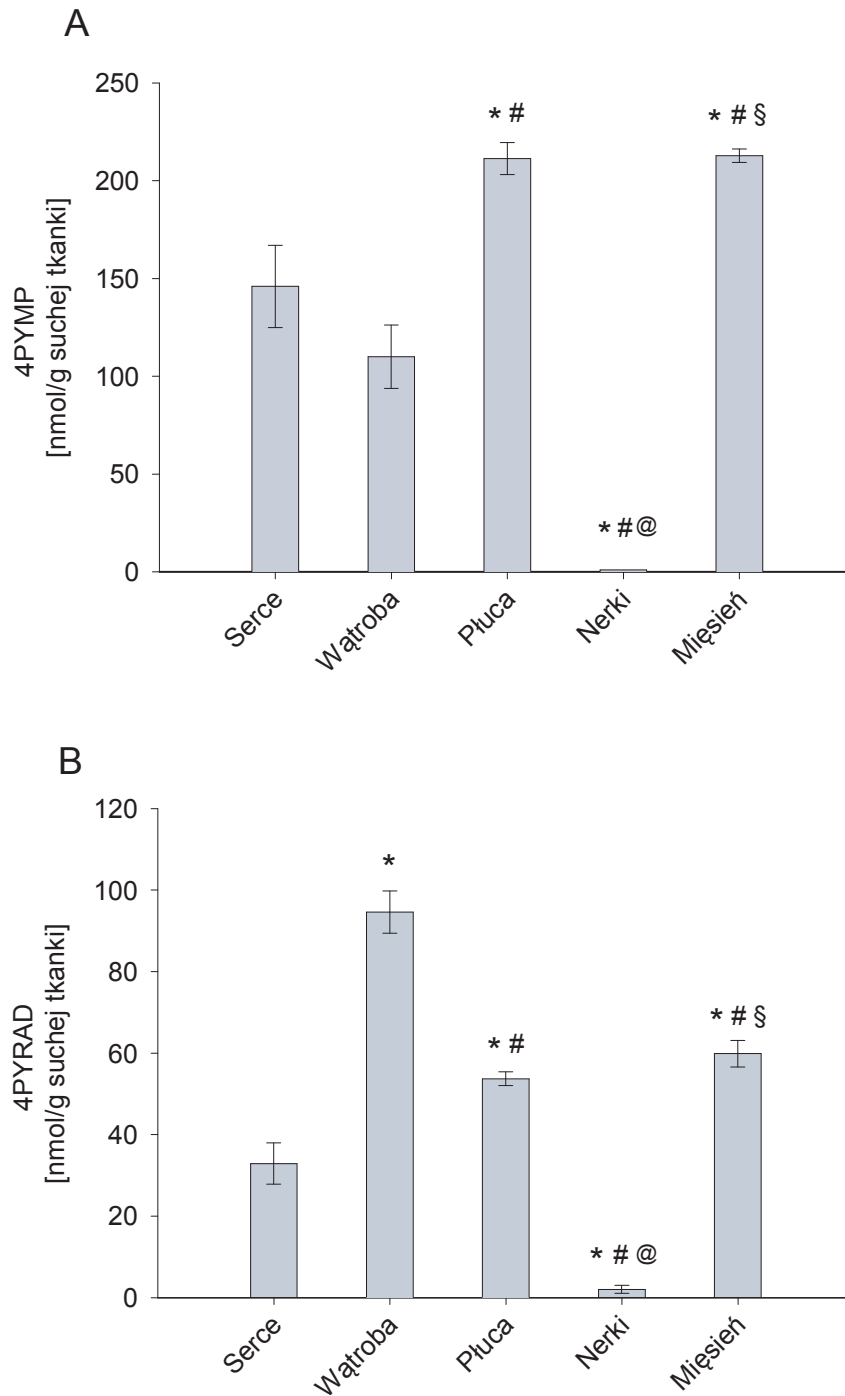 A
4PYMP
[nmol/g suchej tkanki]
250
200
150
100
50
0
* #
* # §
* # @
Serce
Wątroba
Płuca
Nerki
Mięsień
B
4PYRAD
[nmol/g suchej tkanki]
120
100
80
60
40
20
0
*
* #
* # §
* # @
Serce
Wątroba
Płuca
Nerki
Mięsień